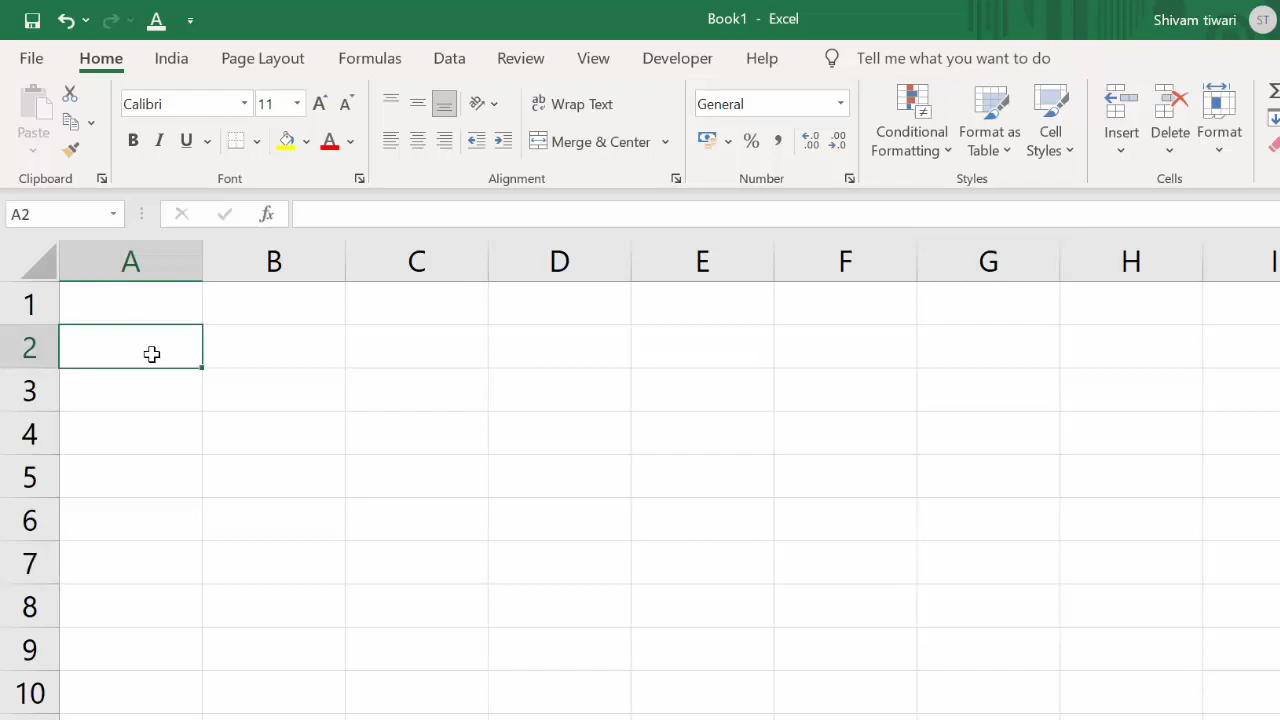 A
Book1 - Excel
Shivam tiwari
ST
File Home India Page Layout Formulas Data Review View Developer Help Tell me what you want to do
Paste
Calibri 11 A A
ab Wrap Text
General
B I U A
Merge & Center
% , .00
Conditional Formatting
Format as Table
Cell Styles
Insert Delete Format
Clipboard Font Alignment Number Styles Cells
A2 fx
A B C D E F G H I
1
2
3
4
5
6
7
8
9
10